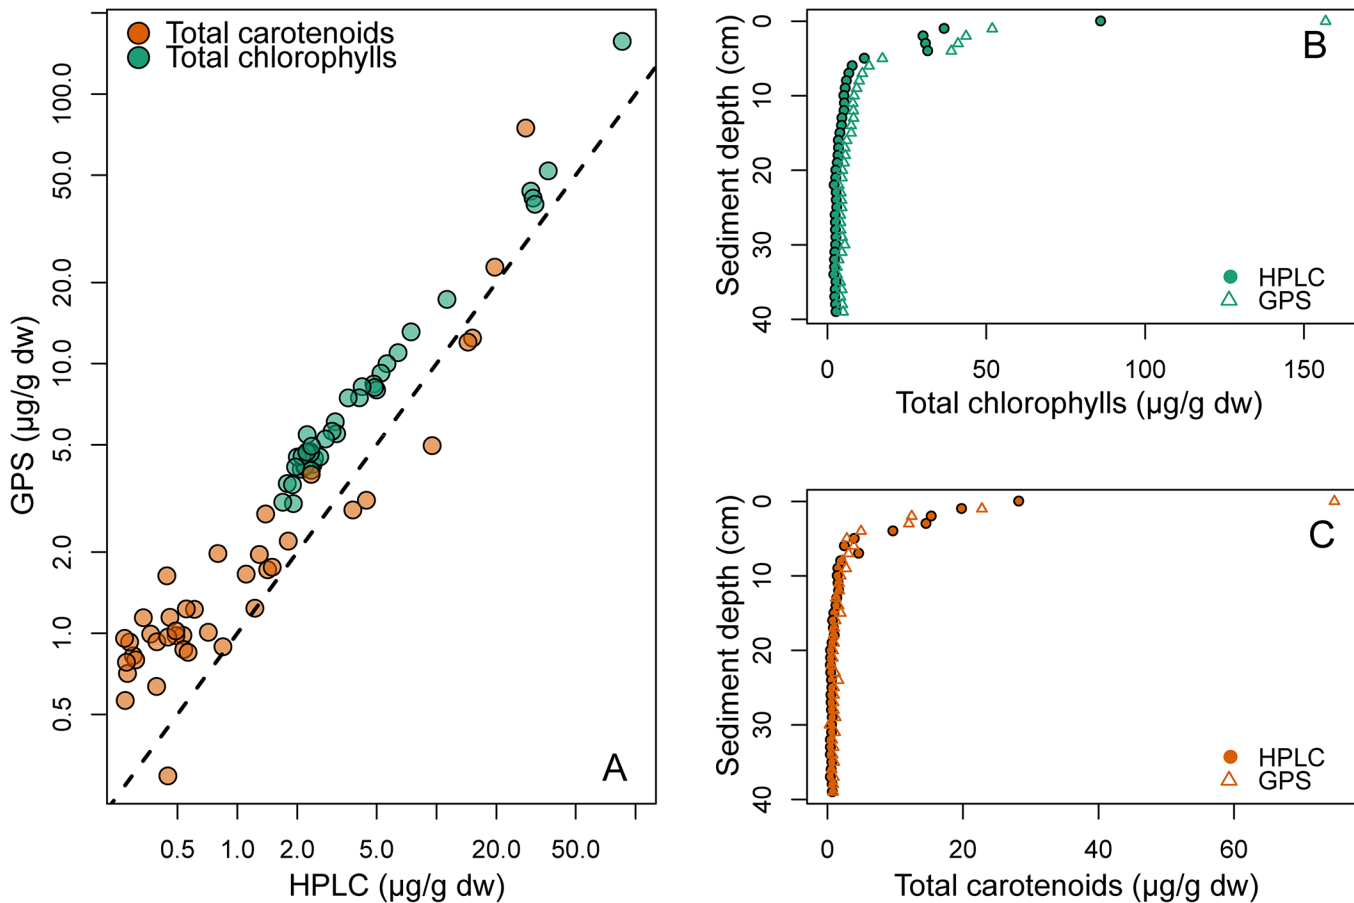 Total carotenoids
Total chlorophylls
GPS (µg/g dw)
100.0
50.0
20.0
10.0
5.0
2.0
1.0
0.5
A
0.5 1.0 2.0 5.0 20.0 50.0
HPLC (µg/g dw)
B
Sediment depth (cm)
0
10
20
30
40
HPLC
GPS
0 50 100 150
Total chlorophylls (µg/g dw)
C
Sediment depth (cm)
0
10
20
30
40
HPLC
GPS
0 20 40 60
Total carotenoids (µg/g dw)